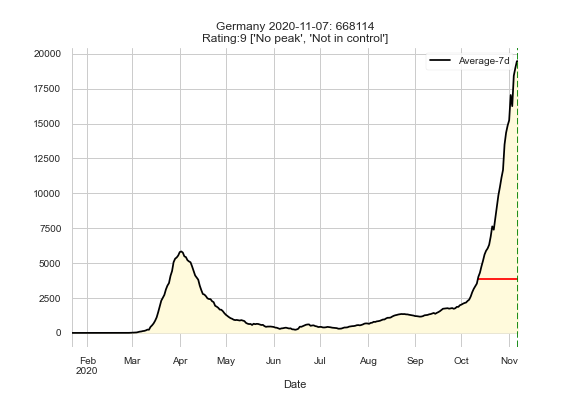 Germany 2020-11-07: 668114
Rating:9 ['No peak', 'Not in control']
Average-7d
20000
17500
15000
12500
10000
7500
5000
2500
0
Feb Mar Apr May Jun Jul Aug Sep Oct Nov
2020
Date